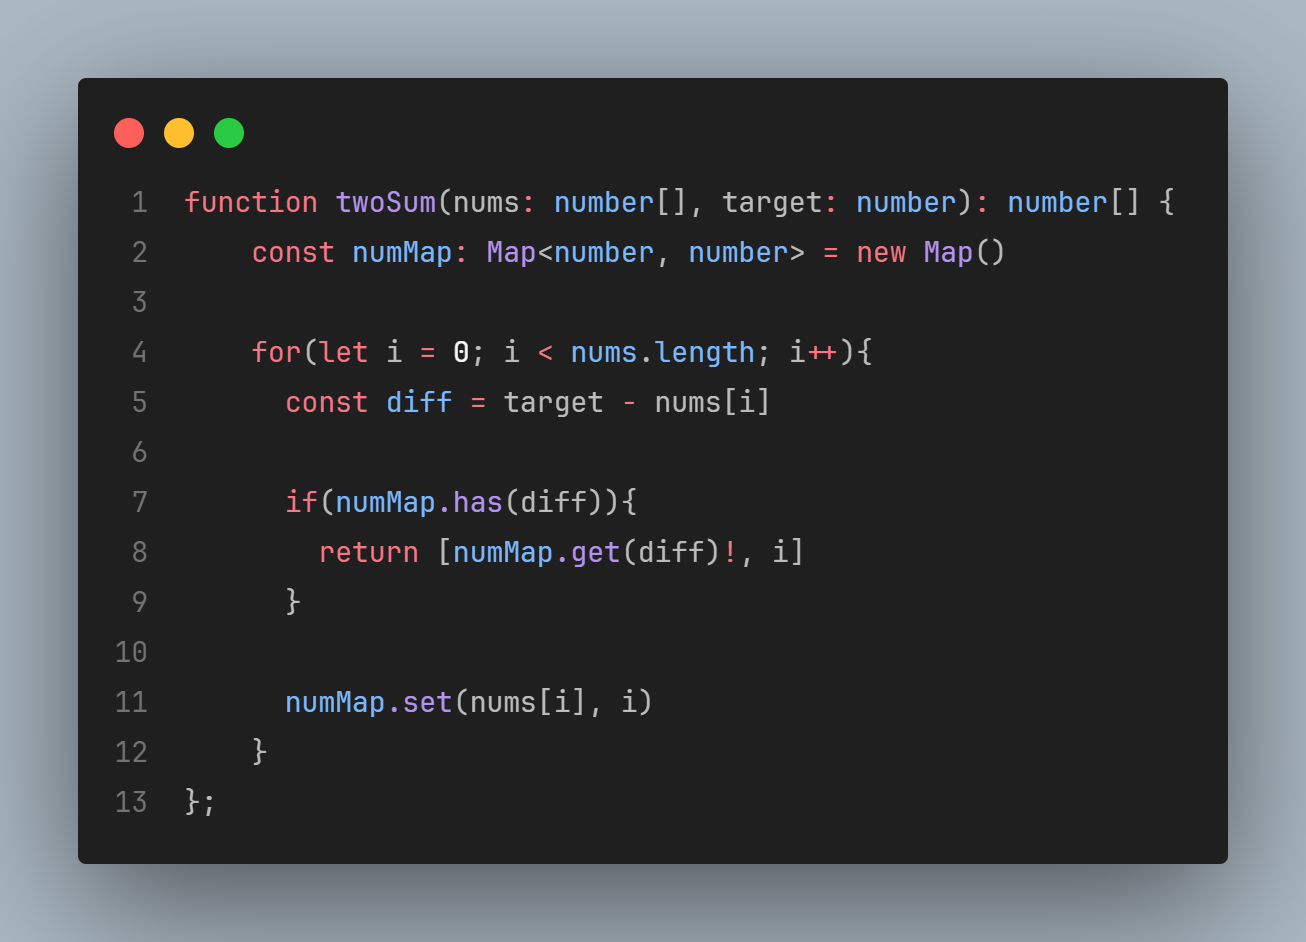 1 function twoSum(nums: number[], target: number): number[] {
2     const numMap: Map<number, number> = new Map()
3
4     for(let i = 0; i < nums.length; i++){
5       const diff = target - nums[i]
6
7       if(numMap.has(diff)){
8         return [numMap.get(diff)!, i]
9       }
10
11       numMap.set(nums[i], i)
12     }
13 };